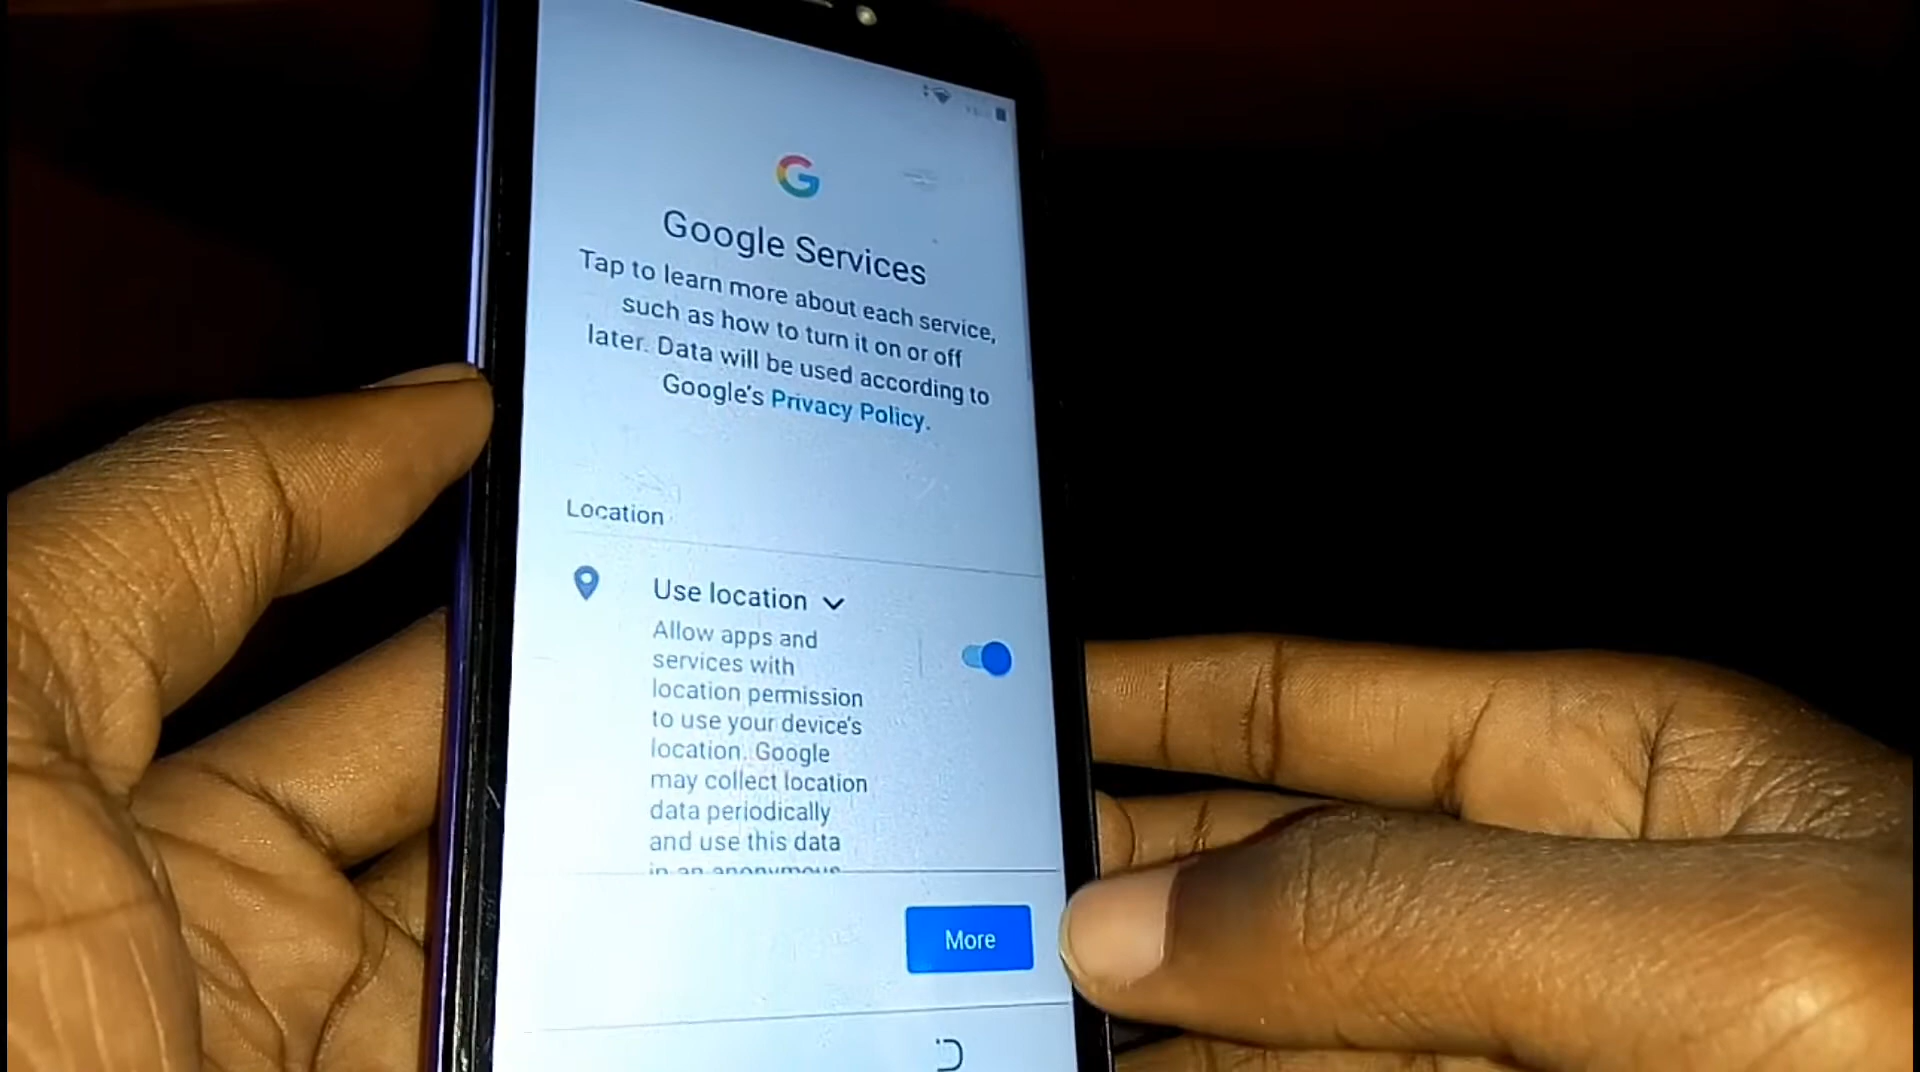 Google Services
Tap to learn more about each service,
such as how to turn it on or off
later. Data will be used according to
Google's Privacy Policy.
Location
Use location
Allow apps and
services with
location permission
to use your device's
location. Google
may collect location
data periodically
and use this data
in an anonymous
More